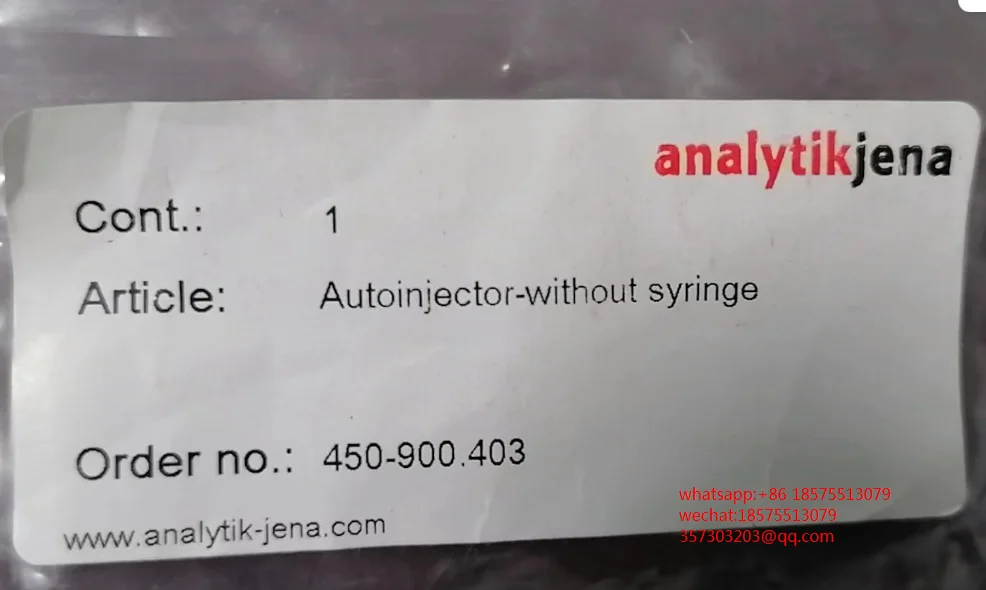 analytikjena
Cont.: 1
Article: Autoinjector-without syringe
Order no.: 450-900.403
www.analytik-jena.com
whatsapp:+86 18575513079
wechat:18575513079
357303203@qq.com